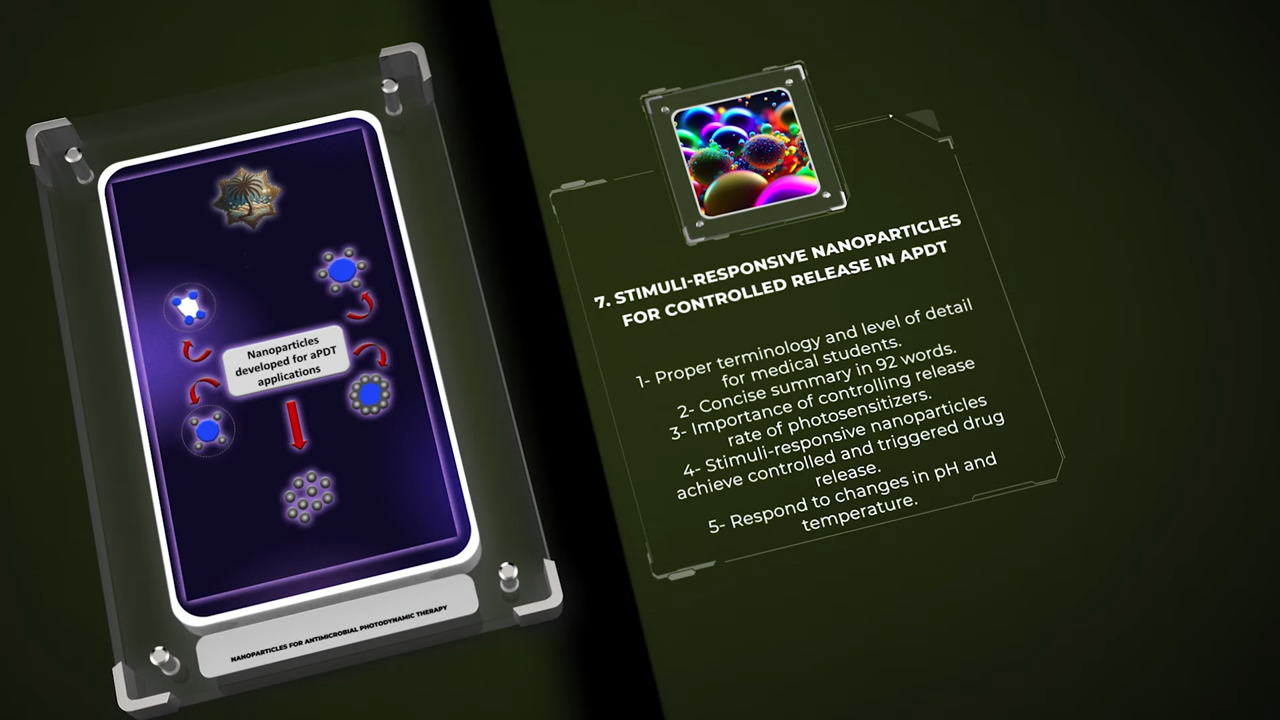 Nanoparticles
developed for aPDT
applications
NANOPARTICLES FOR ANTIMICROBIAL PHOTODYNAMIC THERAPY
7. STIMULI-RESPONSIVE NANOPARTICLES
FOR CONTROLLED RELEASE IN APDT
1- Proper terminology and level of detail
for medical students.
2- Concise summary in 92 words.
3- Importance of controlling release
rate of photosensitizers.
4- Stimuli-responsive nanoparticles
achieve controlled and triggered drug
release.
5- Respond to changes in pH and
temperature.